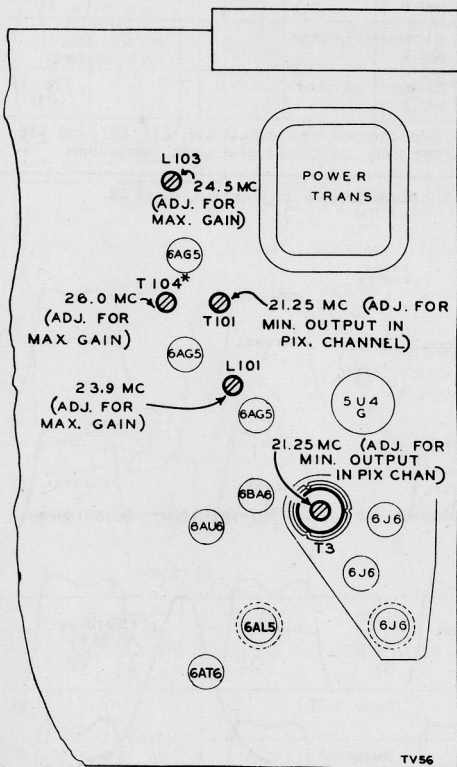 L103
24.5 MC
(ADJ. FOR
MAX. GAIN)
POWER
TRANS
6AG5
T104*
26.0 MC
(ADJ. FOR
MAX. GAIN)
T101
21.25 MC (ADJ. FOR
MIN. OUTPUT IN
PIX. CHANNEL)
6AG5
L101
23.9 MC
(ADJ. FOR
MAX. GAIN)
6AG5
5U4
G
21.25 MC (ADJ. FOR
MIN. OUTPUT
IN PIX CHAN)
6BA6
6AU6
T3
6J6
6J6
6AL5
6J6
6AT6
TV56